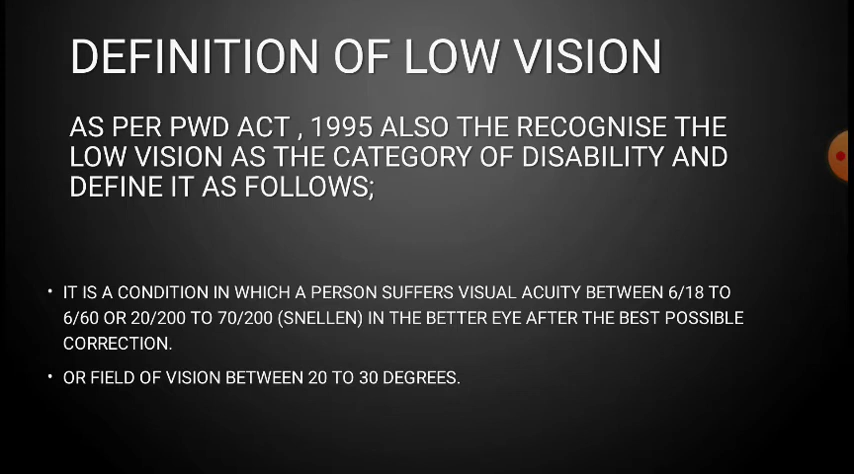 DEFINITION OF LOW VISION
AS PER PWD ACT , 1995 ALSO THE RECOGNISE THE
LOW VISION AS THE CATEGORY OF DISABILITY AND
DEFINE IT AS FOLLOWS;
• IT IS A CONDITION IN WHICH A PERSON SUFFERS VISUAL ACUITY BETWEEN 6/18 TO
6/60 OR 20/200 TO 70/200 (SNELLEN) IN THE BETTER EYE AFTER THE BEST POSSIBLE
CORRECTION.
• OR FIELD OF VISION BETWEEN 20 TO 30 DEGREES.